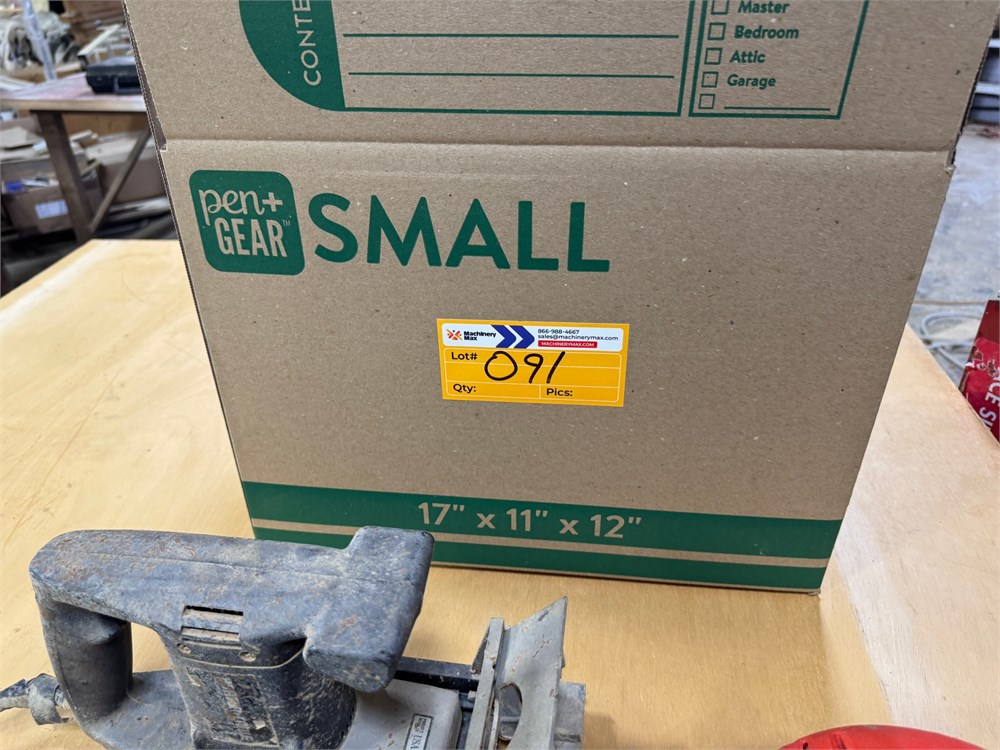 CONTE
Master
Bedroom
Attic
Garage
pen+
GEAR™
SMALL
Machinery
Max
866-988-4667
sales@machinerymax.com
MACHINERYMAX.COM
Lot# 091
Qty:
Pics:
17" x 11" x 12"